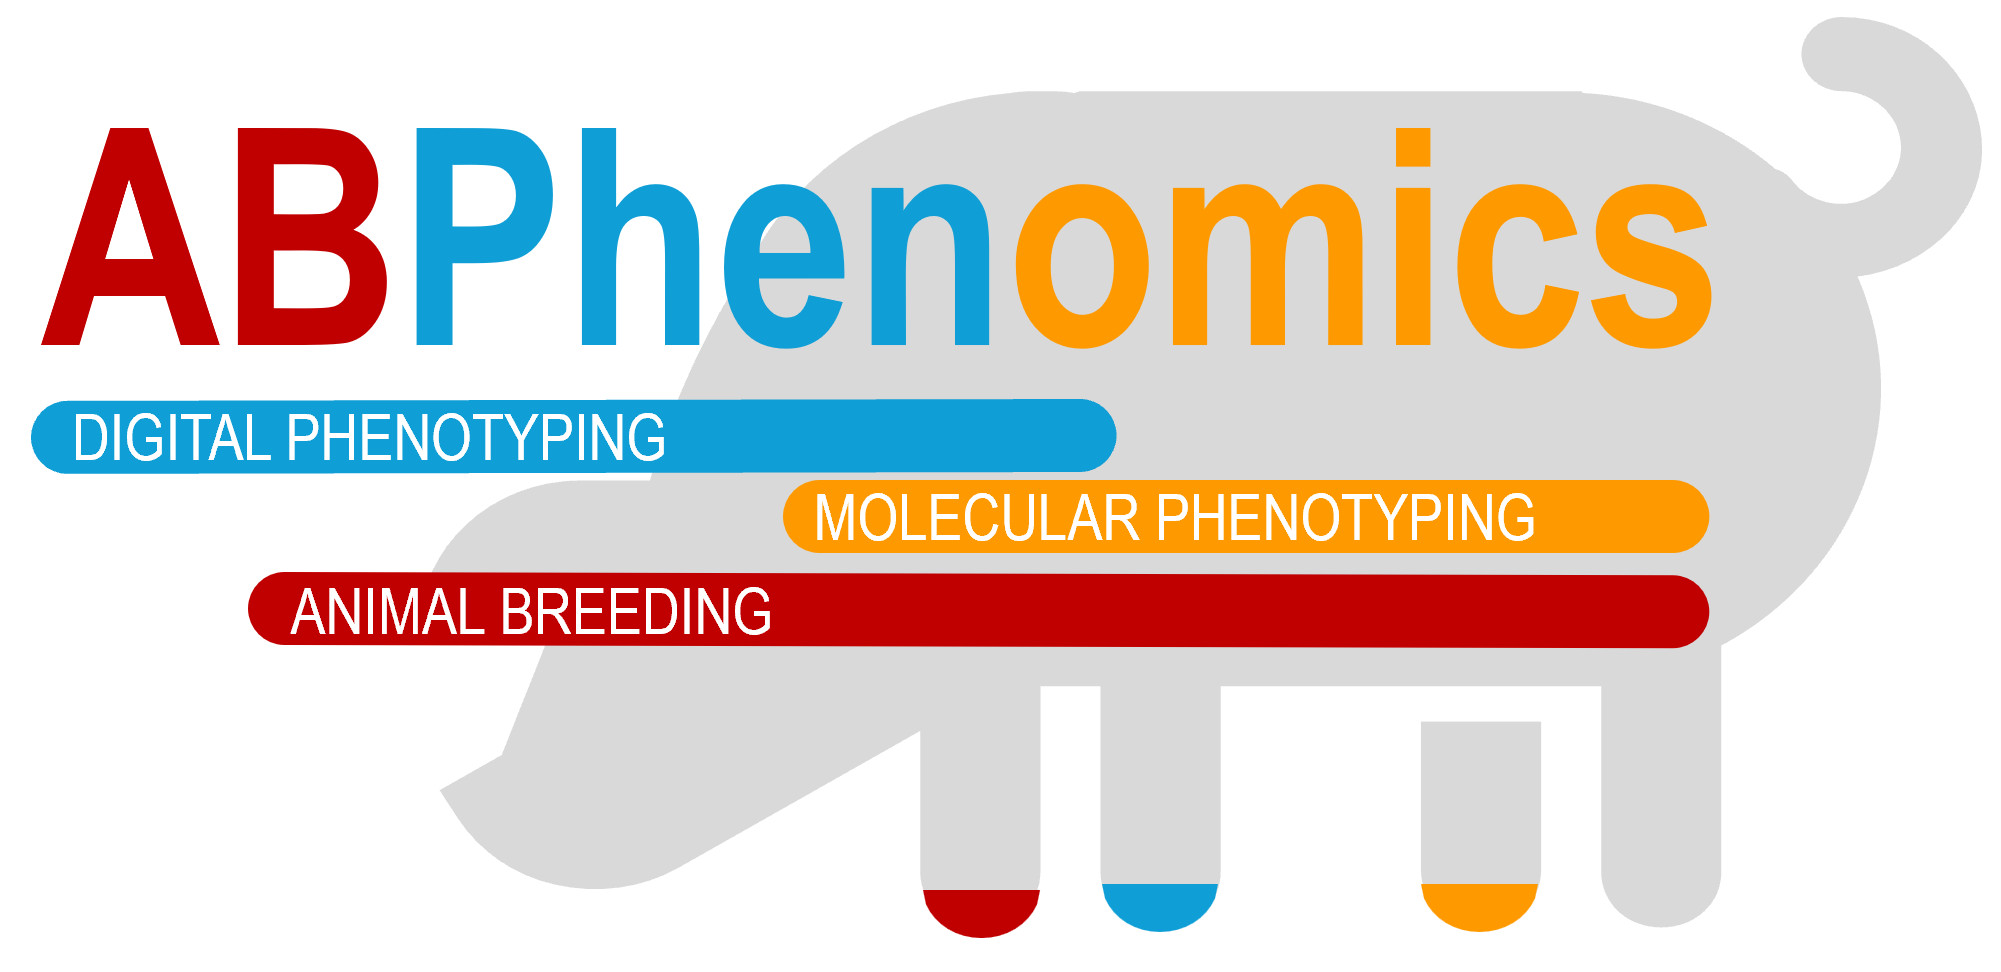 ABPhenomics
DIGITAL PHENOTYPING
MOLECULAR PHENOTYPING
ANIMAL BREEDING